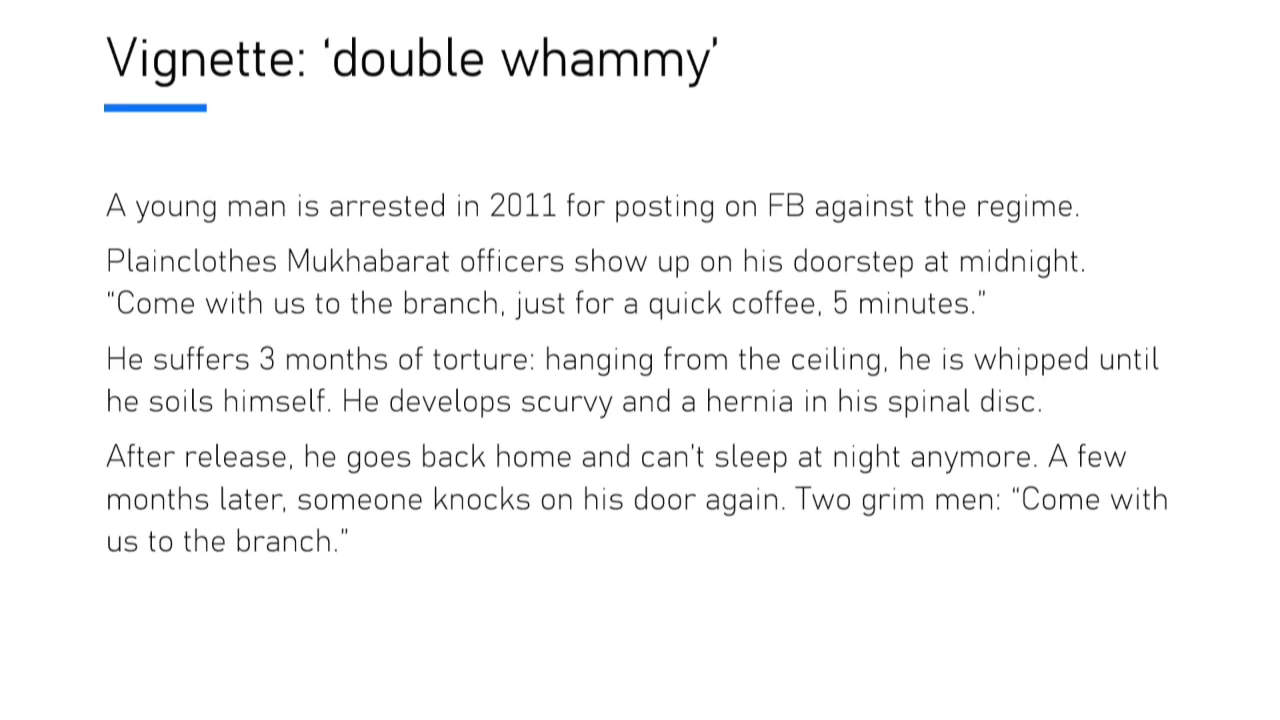 Vignette: ‘double whammy’
A young man is arrested in 2011 for posting on FB against the regime.
Plainclothes Mukhabarat officers show up on his doorstep at midnight.
"Come with us to the branch, just for a quick coffee, 5 minutes."
He suffers 3 months of torture: hanging from the ceiling, he is whipped until
he soils himself. He develops scurvy and a hernia in his spinal disc.
After release, he goes back home and can't sleep at night anymore. A few
months later, someone knocks on his door again. Two grim men: "Come with
us to the branch."